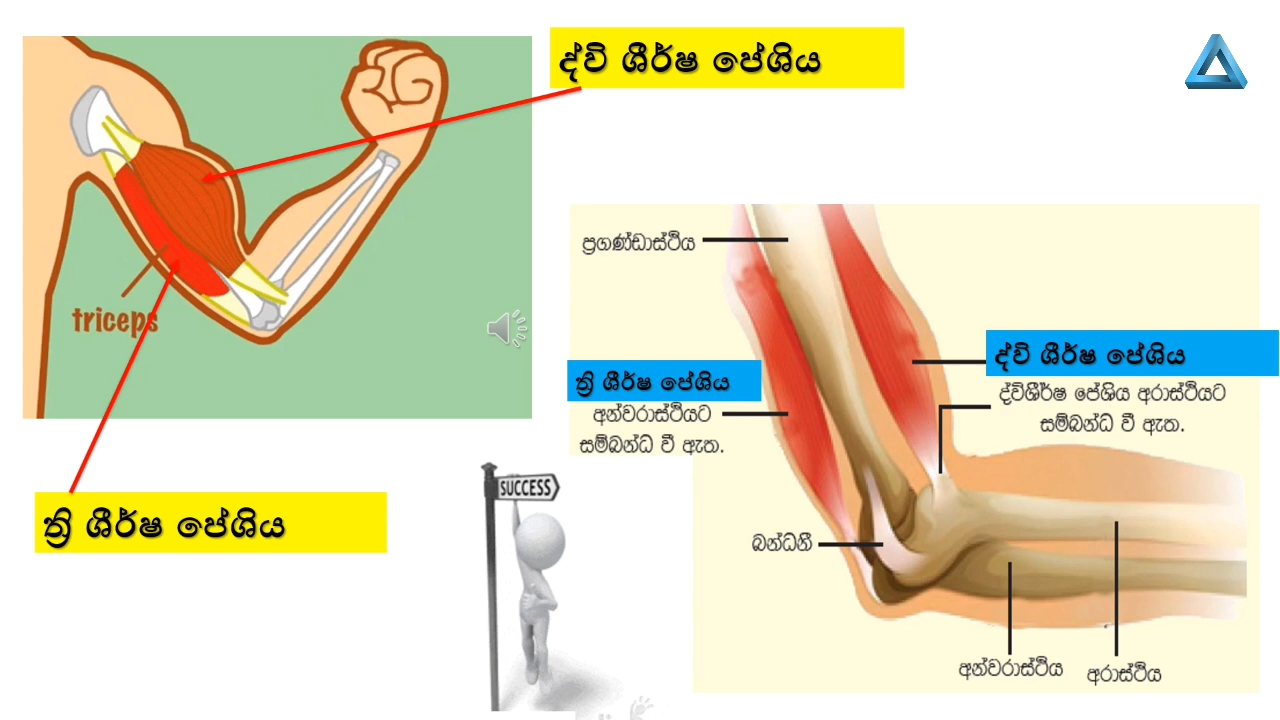 ද්වි ශීර්ෂ පේශිය
triceps
ත්‍රි ශීර්ෂ පේශිය
SUCCESS
ප්‍රගණ්ඩාස්ථිය
ත්‍රි ශීර්ෂ පේශිය
අන්වරාස්ථියට
සම්බන්ධ වී ඇත.
ද්වි ශීර්ෂ පේශිය
ද්විශීර්ෂ පේශිය අරාස්ථියට
සම්බන්ධ වී ඇත.
බන්ධනී
අන්වරාස්ථිය
අරාස්ථිය